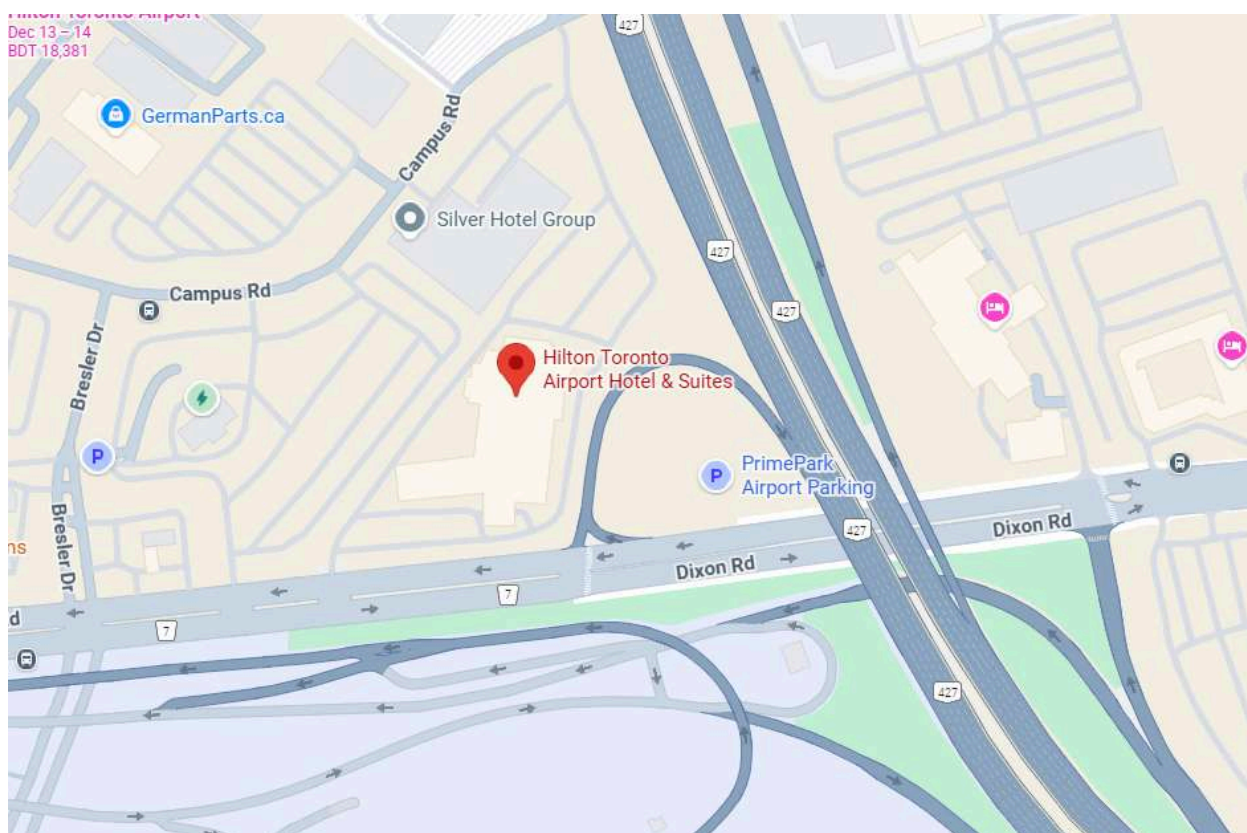 Hilton Toronto Airport
Dec 13 – 14
BDT 18,381
427
GermanParts.ca
Campus Rd
Silver Hotel Group
427
Campus Rd
427
Bresler Dr
Hilton Toronto
Airport Hotel & Suites
P
P
PrimePark
Airport Parking
Bresler Dr
427
Dixon Rd
ns
Dixon Rd
7
d
7
427